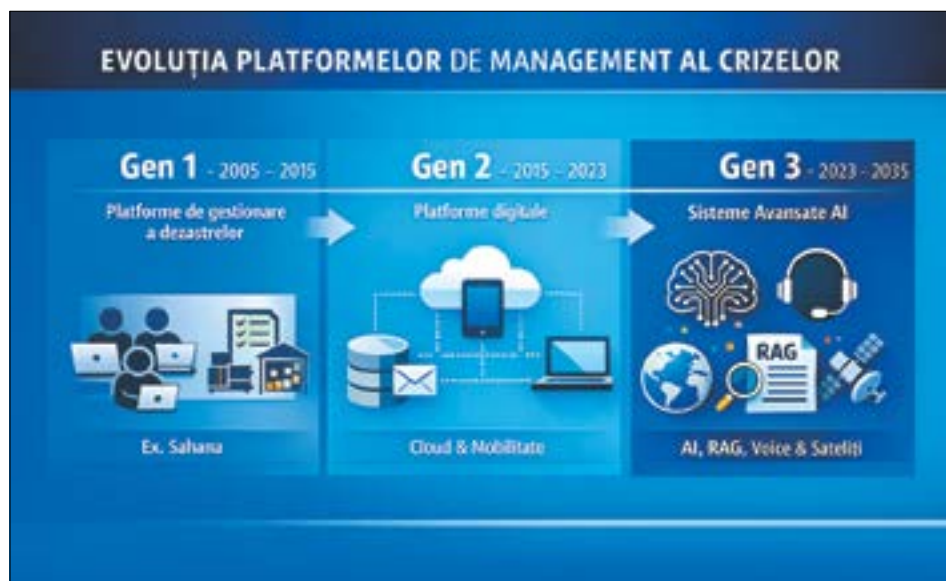 EVOLUȚIA PLATFORMELOR DE MANAGEMENT AL CRIZELOR
Gen 1 - 2005 - 2015
Platforme de gestionare
a dezastrelor
Ex. Sahana
Gen 2 - 2015 - 2023
Platforme digitale
Cloud & Mobilitate
Gen 3 - 2023 - 2035
Sisteme Avansate AI
RAG
AI, RAG, Voice & Sateliți